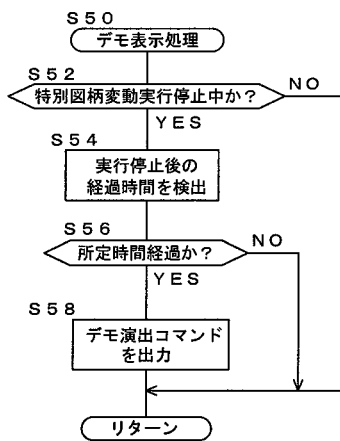 S50
デモ表示処理
S52
特別図柄変動実行停止中か?
NO
YES
S54
実行停止後の
経過時間を検出
S56
所定時間経過か?
NO
YES
S58
デモ演出コマンド
を出力
リターン